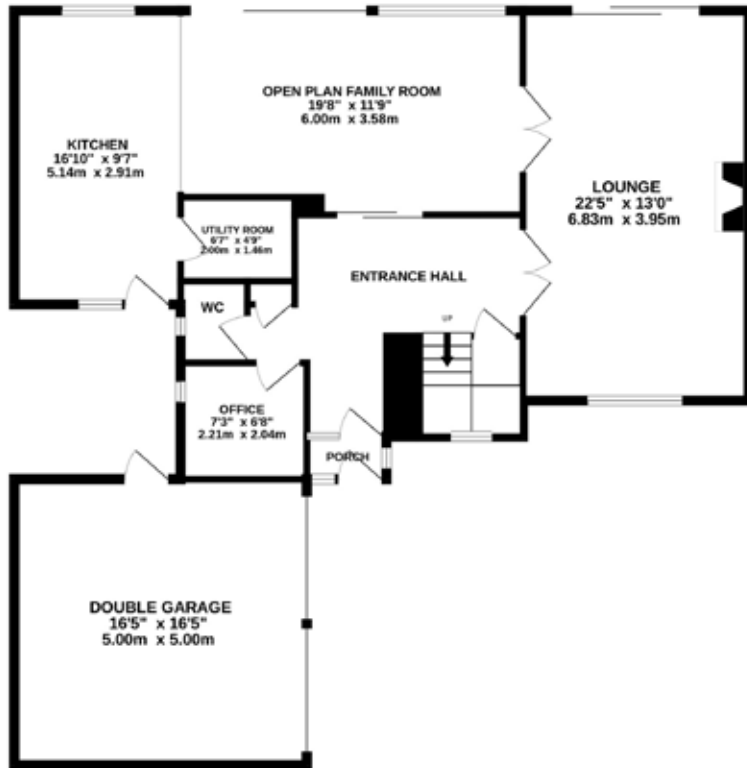 OPEN PLAN FAMILY ROOM
19'8" x 11'9"
6.00m x 3.58m
KITCHEN
16'10" x 9'7"
5.14m x 2.91m
LOUNGE
22'5" x 13'0"
6.83m x 3.95m
UTILITY ROOM
6'7" x 4'9"
2.00m x 1.46m
ENTRANCE HALL
WC
UP
OFFICE
7'3" x 6'8"
2.21m x 2.04m
PORCH
DOUBLE GARAGE
16'5" x 16'5"
5.00m x 5.00m